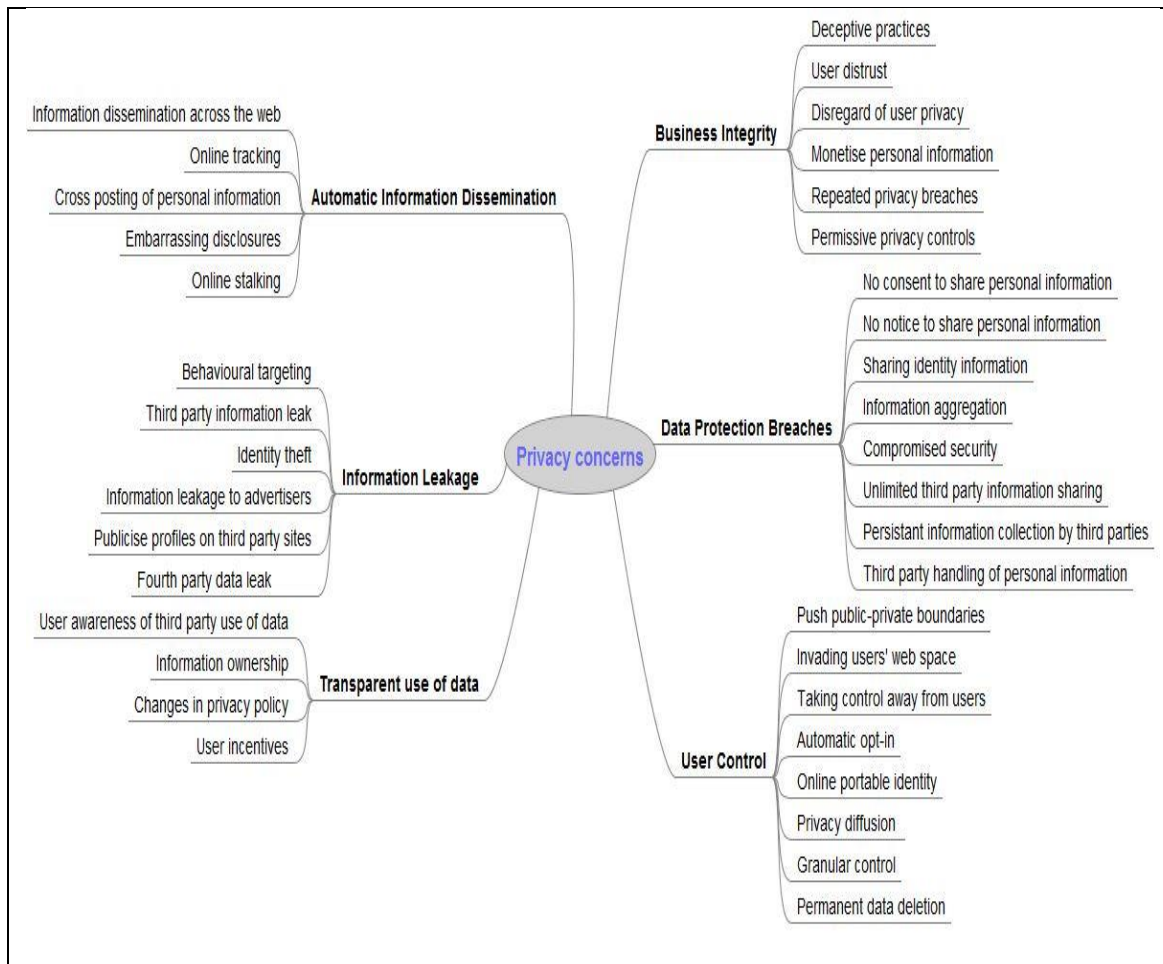 Privacy concerns
Automatic Information Dissemination
Information dissemination across the web
Online tracking
Cross posting of personal information
Embarrassing disclosures
Online stalking
Information Leakage
Behavioural targeting
Third party information leak
Identity theft
Information leakage to advertisers
Publicise profiles on third party sites
Fourth party data leak
Transparent use of data
User awareness of third party use of data
Information ownership
Changes in privacy policy
User incentives
Business Integrity
Deceptive practices
User distrust
Disregard of user privacy
Monetise personal information
Repeated privacy breaches
Permissive privacy controls
Data Protection Breaches
No consent to share personal information
No notice to share personal information
Sharing identity information
Information aggregation
Compromised security
Unlimited third party information sharing
Persistant information collection by third parties
Third party handling of personal information
User Control
Push public-private boundaries
Invading users' web space
Taking control away from users
Automatic opt-in
Online portable identity
Privacy diffusion
Granular control
Permanent data deletion